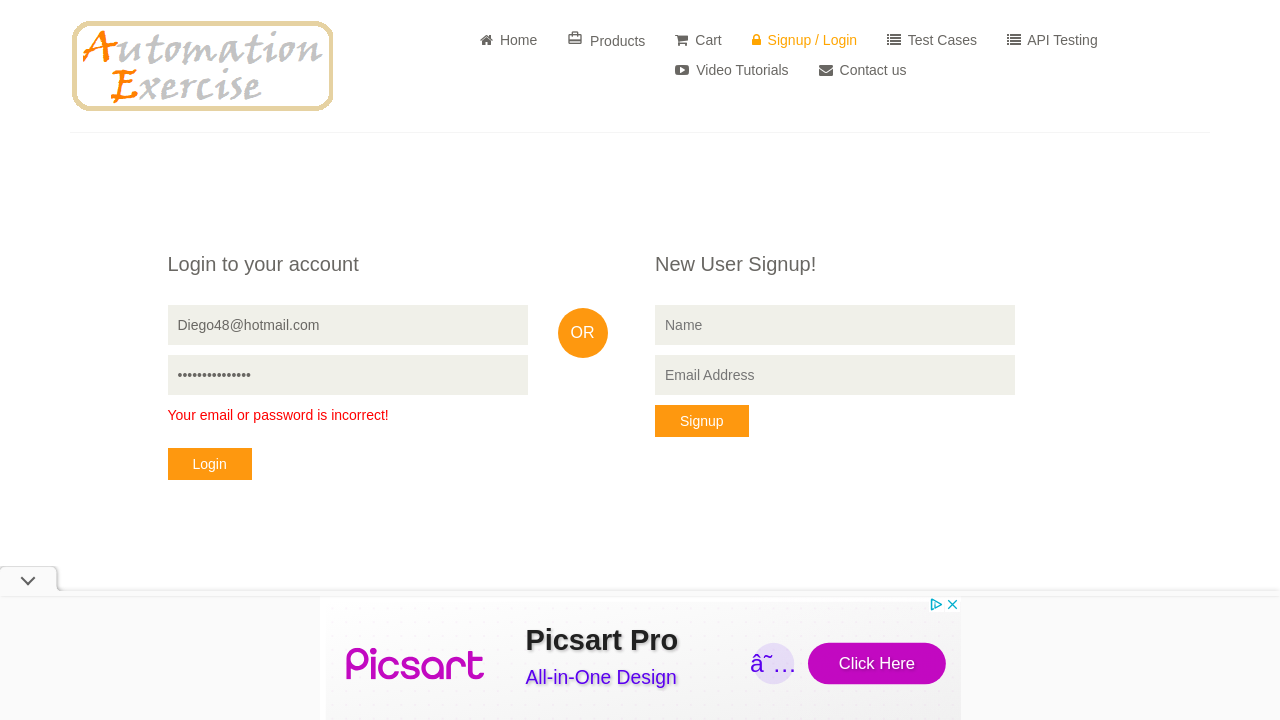 Automation
Exercise
Home
Products
Cart
Signup / Login
Test Cases
API Testing
Video Tutorials
Contact us
Login to your account
New User Signup!
Diego48@hotmail.com
•••••••••••••••
Your email or password is incorrect!
Login
OR
Name
Email Address
Signup
Picsart
Picsart Pro
All-in-One Design
â˜…
Click Here